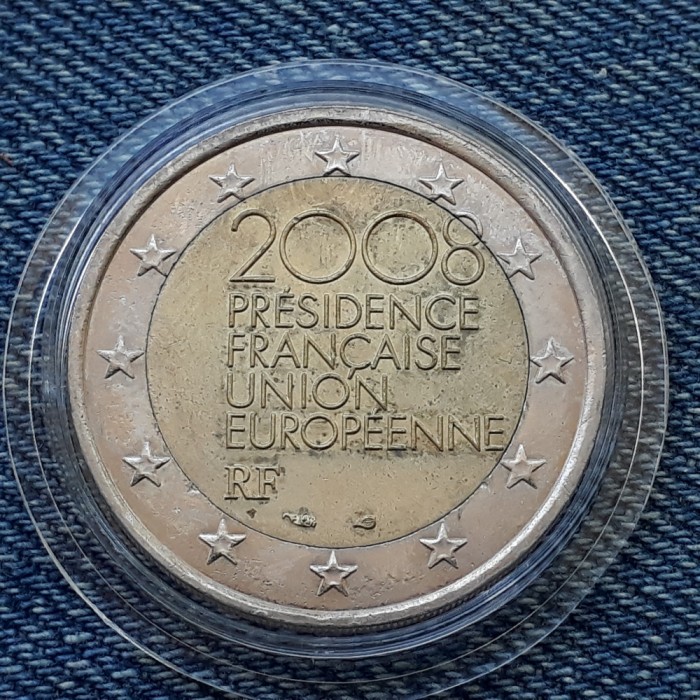 2008
PRÉSIDENCE
FRANÇAISE
UNION
EUROPÉENNE
RF